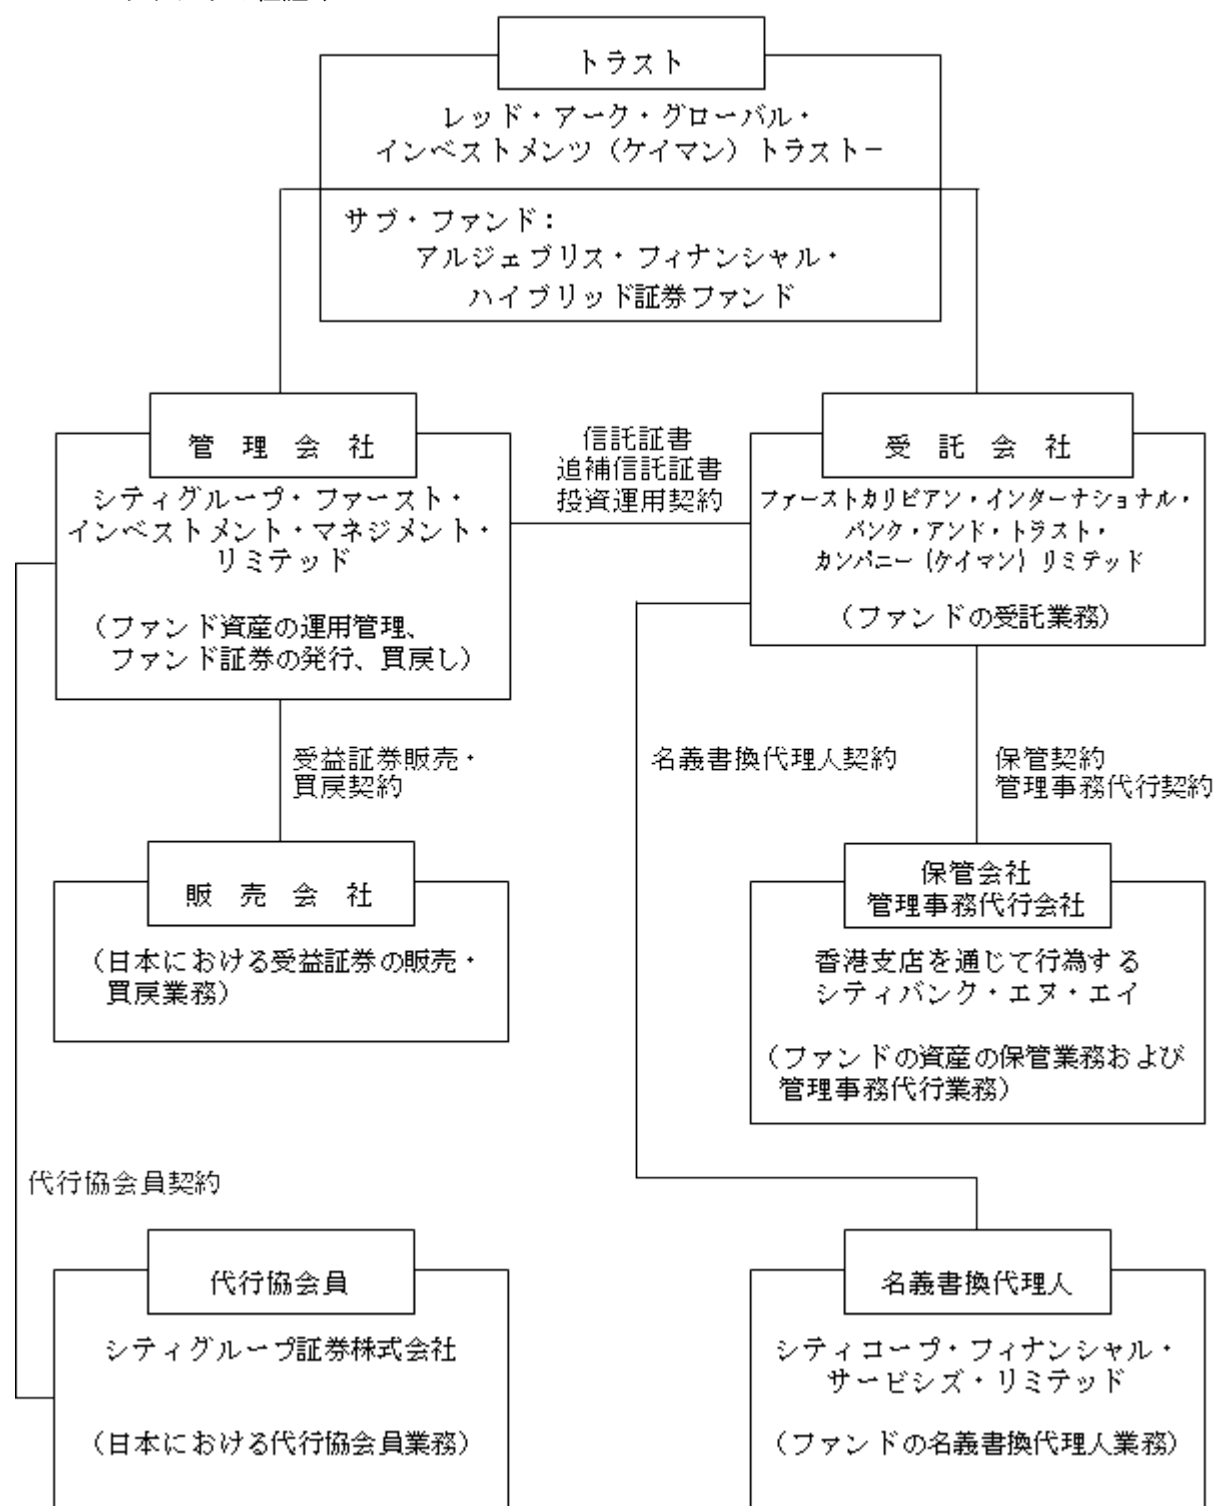 トラスト
レッド・アーク・グローバル・
インベストメンツ（ケイマン）トラスト－
サブ・ファンド：
アルジェブリス・フィナンシャル・
ハイブリッド証券ファンド
管理会社
シティグループ・ファースト・
インベストメント・マネジメント・
リミテッド
（ファンド資産の運用管理、
ファンド証券の発行、買戻し）
信託証書
追補信託証書
投資運用契約
受託会社
ファーストカリビアン・インターナショナル・
バンク・アンド・トラスト・
カンパニー（ケイマン）リミテッド
（ファンドの受託業務）
受益証券販売・
買戻契約
名義書換代理人契約
保管契約
管理事務代行契約
販売会社
（日本における受益証券の販売・
買戻業務）
保管会社
管理事務代行会社
香港支店を通じて行為する
シティバンク・エヌ・エイ
（ファンドの資産の保管業務および
管理事務代行業務）
代行協会員契約
代行協会員
シティグループ証券株式会社
（日本における代行協会員業務）
名義書換代理人
シティコープ・フィナンシャル・
サービシズ・リミテッド
（ファンドの名義書換代理人業務）